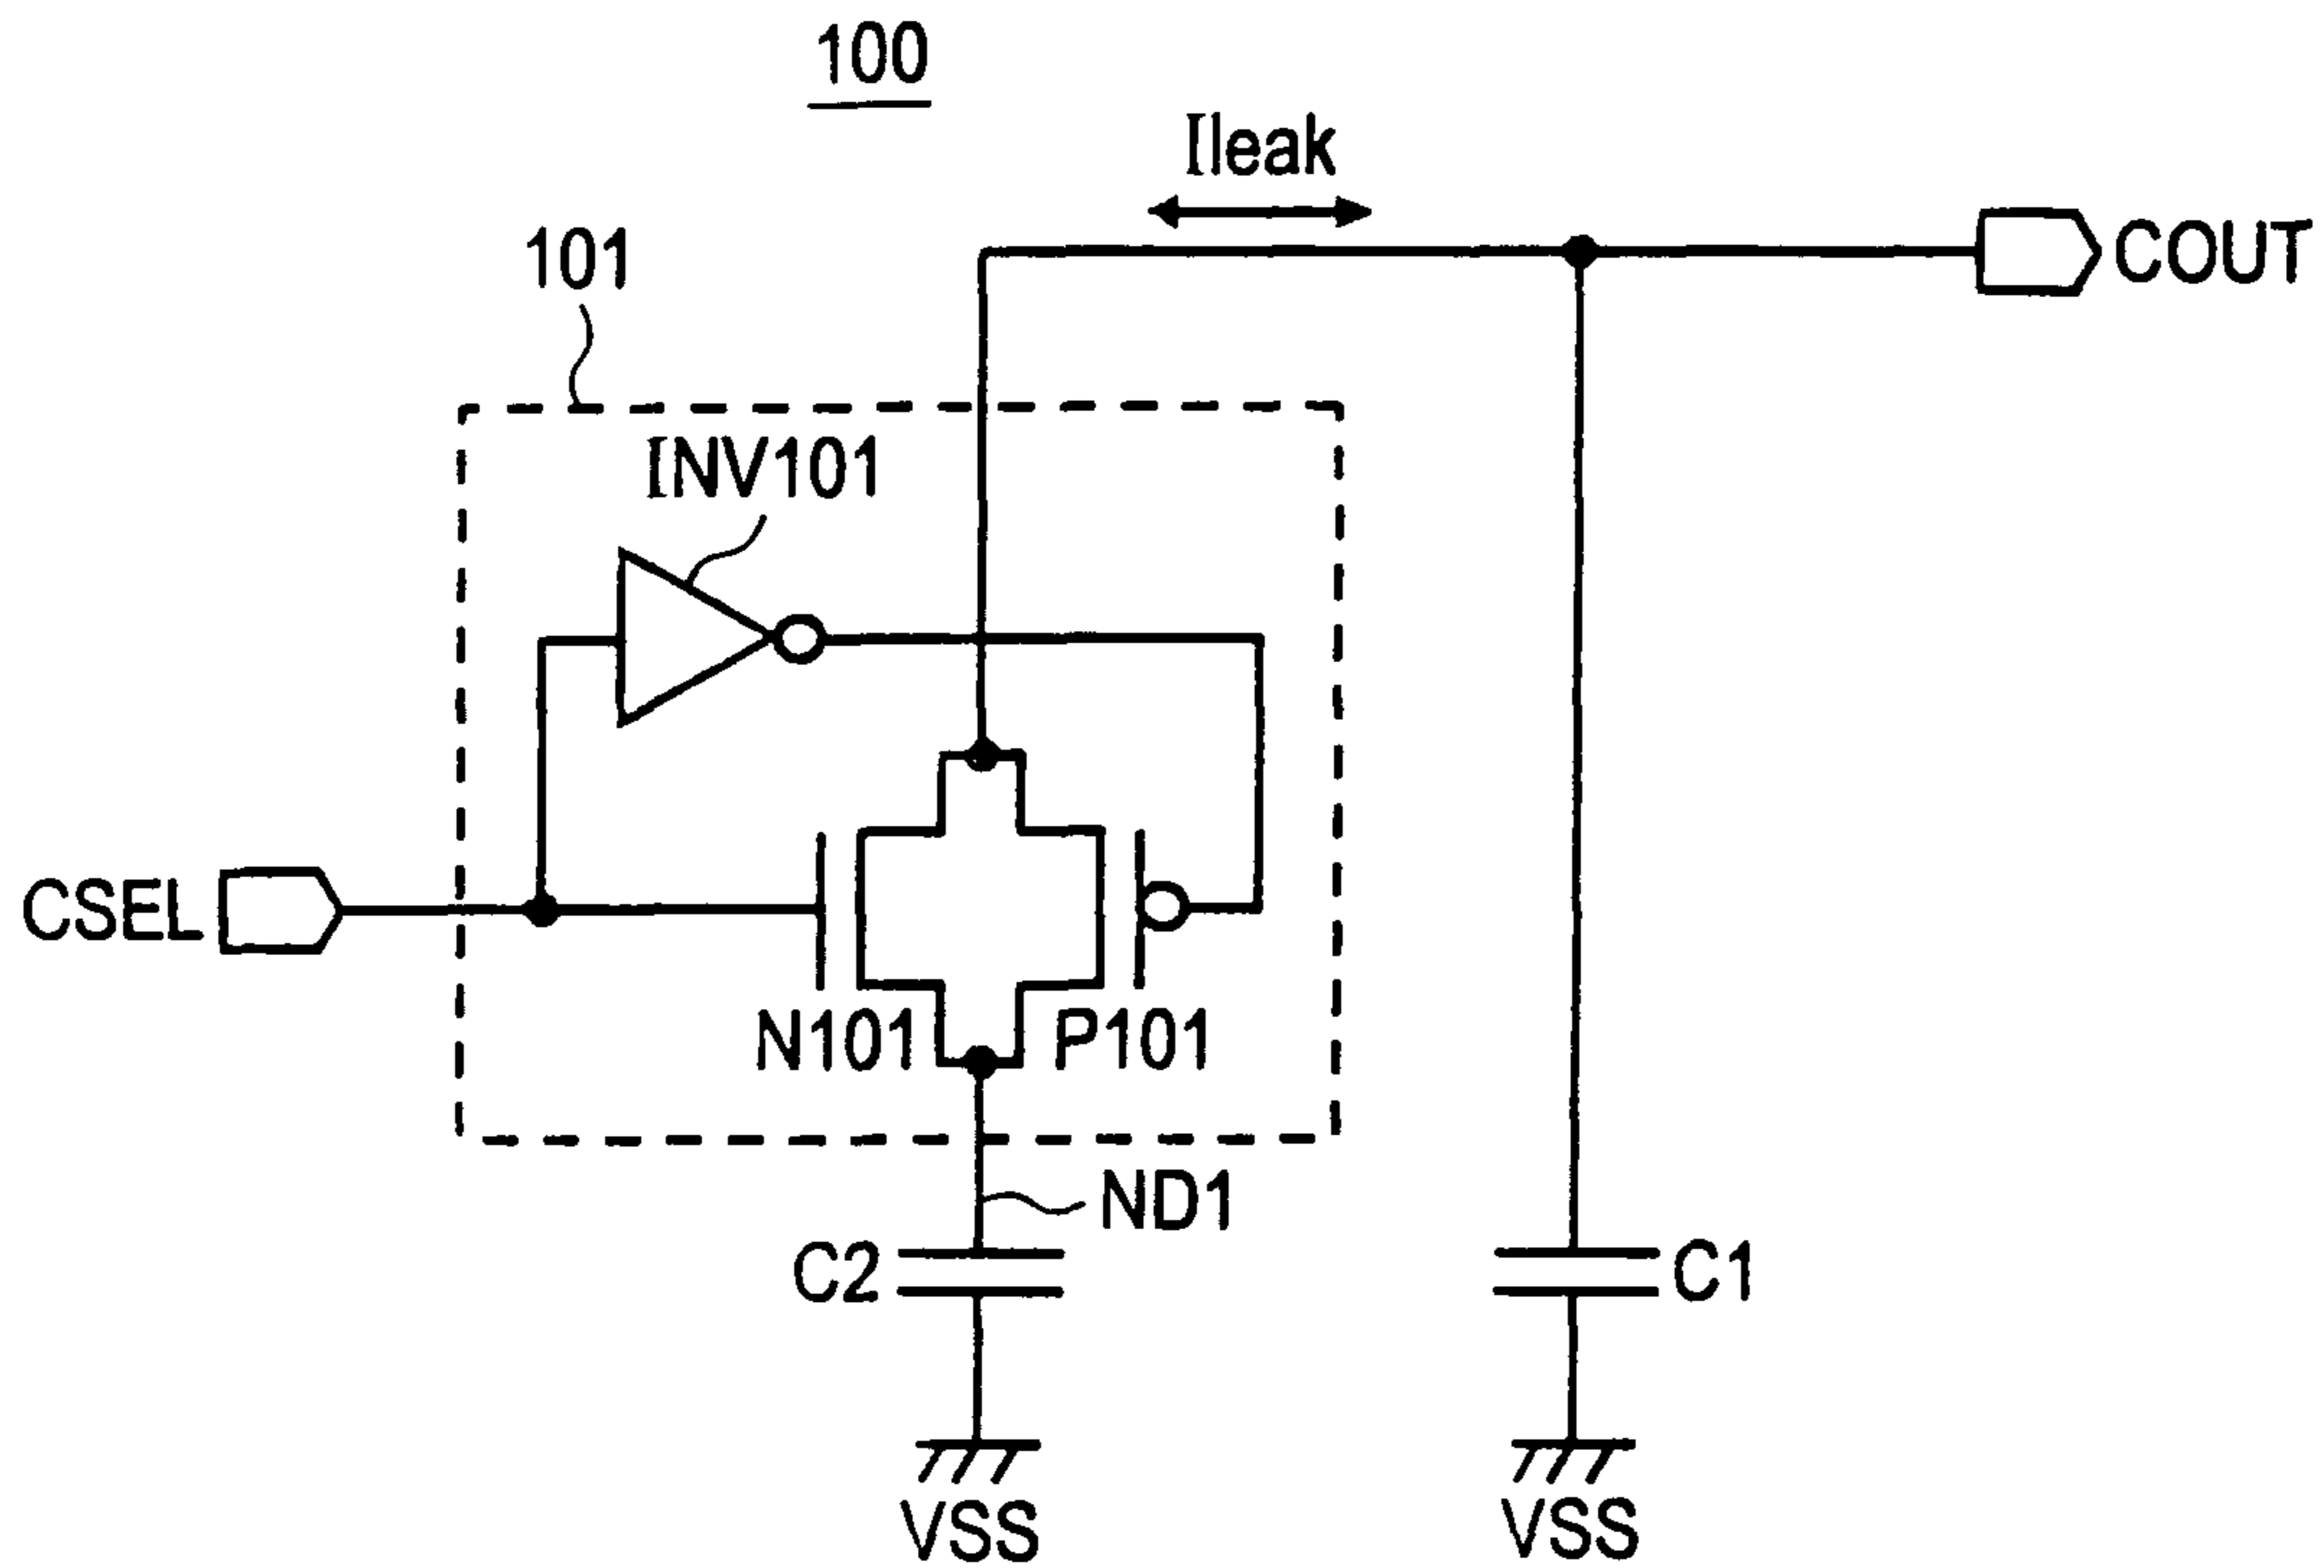 100
Ileak
COUT
101
INV101
CSEL
N101
P101
ND1
C2
C1
VSS
VSS